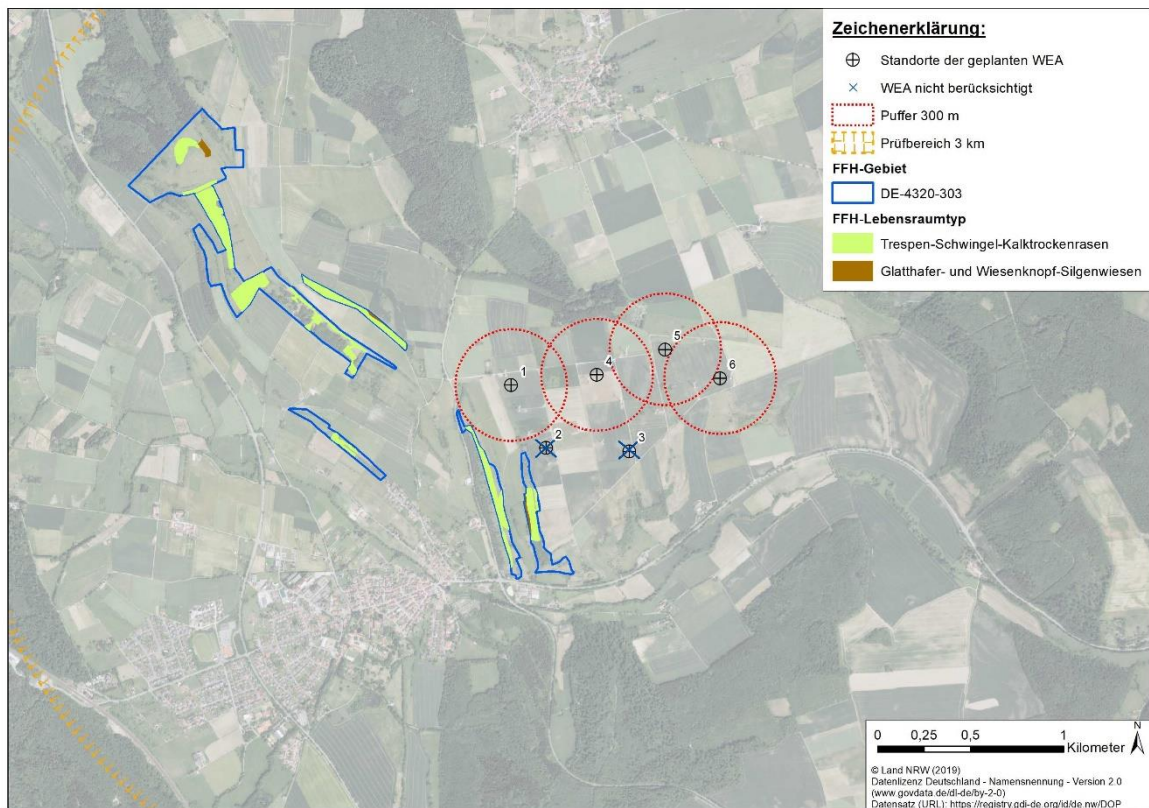 Zeichenerklärung:
Standorte der geplanten WEA
WEA nicht berücksichtigt
Puffer 300 m
Prüfbereich 3 km
FFH-Gebiet
DE-4320-303
FFH-Lebensraumtyp
Trespen-Schwingel-Kalktrockenrasen
Glatthafer- und Wiesenknopf-Silgenwiesen
5
4
6
1
2
3
N
0 0,25 0,5 1
Kilometer
© Land NRW (2019)
Datenlizenz Deutschland - Namensnennung - Version 2.0
(www.govdata.de/dl-de/by-2-0)
Datensatz (URL): https://registry.gdi-de.org/id/de.nw/DOP